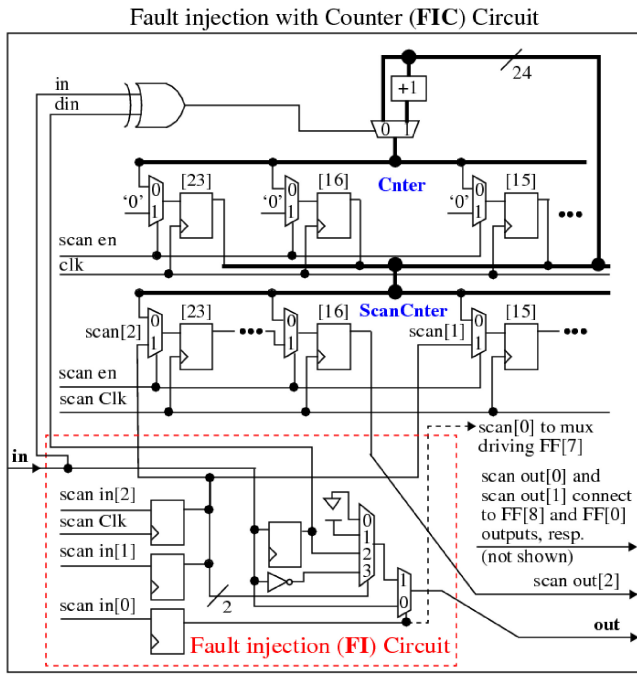 Fault injection with Counter (FIC) Circuit
in
din
24
+1
0 1
Cnter
[23]
[16]
[15]
'0'
0
1
'0'
0
1
'0'
0
1
•••
scan en
clk
ScanCnter
[23]
[16]
[15]
scan[2]
0
1
•••
0
1
scan[1]
0
1
•••
scan en
scan Clk
scan[0] to mux
driving FF[7]
in
scan out[0] and
scan out[1] connect
to FF[8] and FF[0]
outputs, resp.
(not shown)
scan in[2]
scan Clk
scan in[1]
scan in[0]
0
1
2
3
1
0
2
scan out[2]
out
Fault injection (FI) Circuit